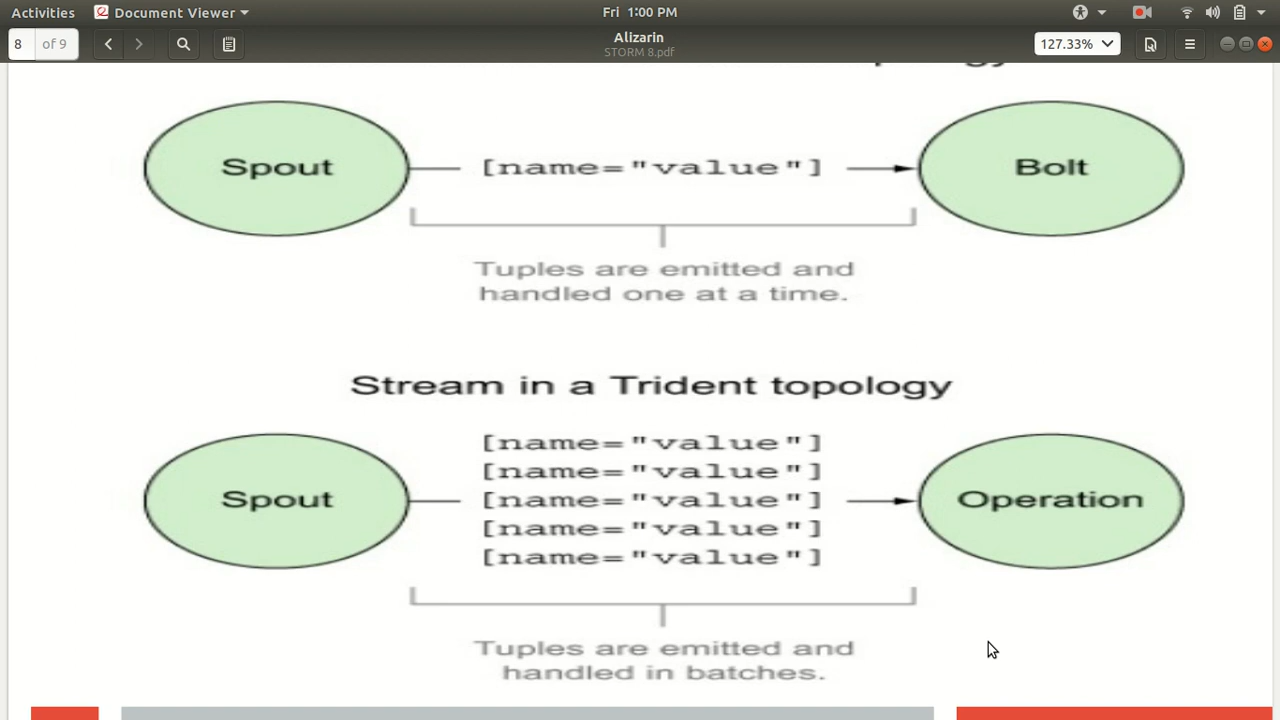 Activities Document Viewer Fri 1:00 PM
8 of 9 Alizarin 127.33%
STORM 8.pdf
Spout [name="value"] Bolt
Tuples are emitted and
handled one at a time.
Stream in a Trident topology
[name="value"]
[name="value"]
Spout [name="value"] Operation
[name="value"]
[name="value"]
Tuples are emitted and
handled in batches.